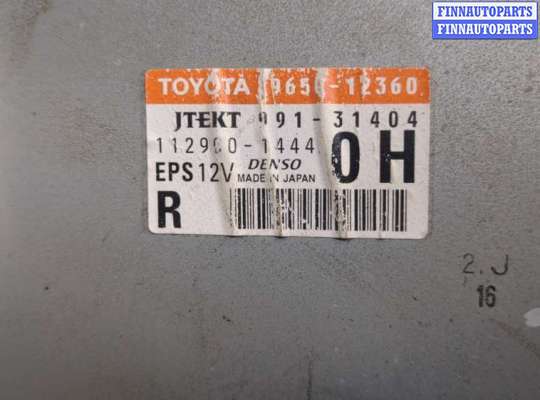 FINNAUTOPARTS
FINNAUTOPARTS
TOYOTA 8965-12360
JTEKT 091-31404
112900-1444
EPS12V DENSO 0H
MADE IN JAPAN
R
2.J
16